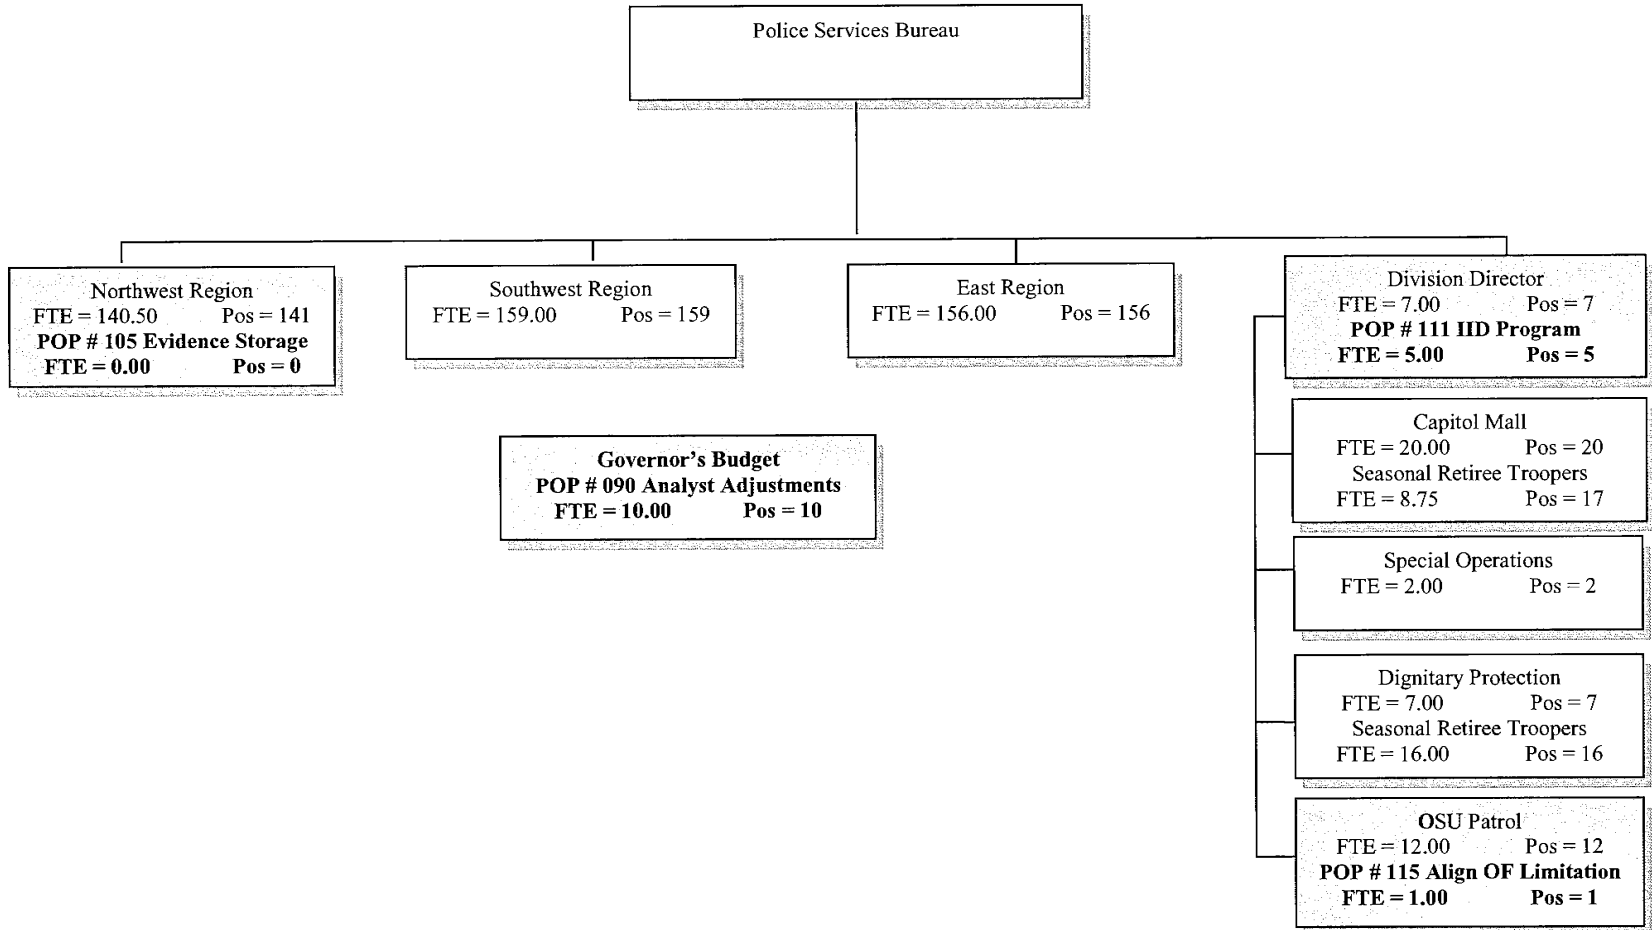 Police Services Bureau
Northwest Region
FTE = 140.50 Pos = 141
POP # 105 Evidence Storage
FTE = 0.00 Pos = 0
Southwest Region
FTE = 159.00 Pos = 159
East Region
FTE = 156.00 Pos = 156
Division Director
FTE = 7.00 Pos = 7
POP # 111 IID Program
FTE = 5.00 Pos = 5
Governor's Budget
POP # 090 Analyst Adjustments
FTE = 10.00 Pos = 10
Capitol Mall
FTE = 20.00 Pos = 20
Seasonal Retiree Troopers
FTE = 8.75 Pos = 17
Special Operations
FTE = 2.00 Pos = 2
Dignitary Protection
FTE = 7.00 Pos = 7
Seasonal Retiree Troopers
FTE = 16.00 Pos = 16
OSU Patrol
FTE = 12.00 Pos = 12
POP # 115 Align OF Limitation
FTE = 1.00 Pos = 1